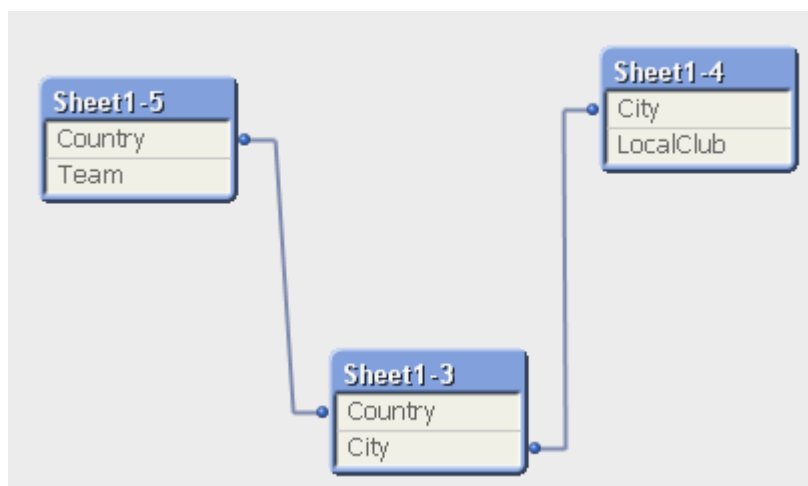 Sheet1-5
Country
Team
Sheet1-4
City
LocalClub
Sheet1-3
Country
City